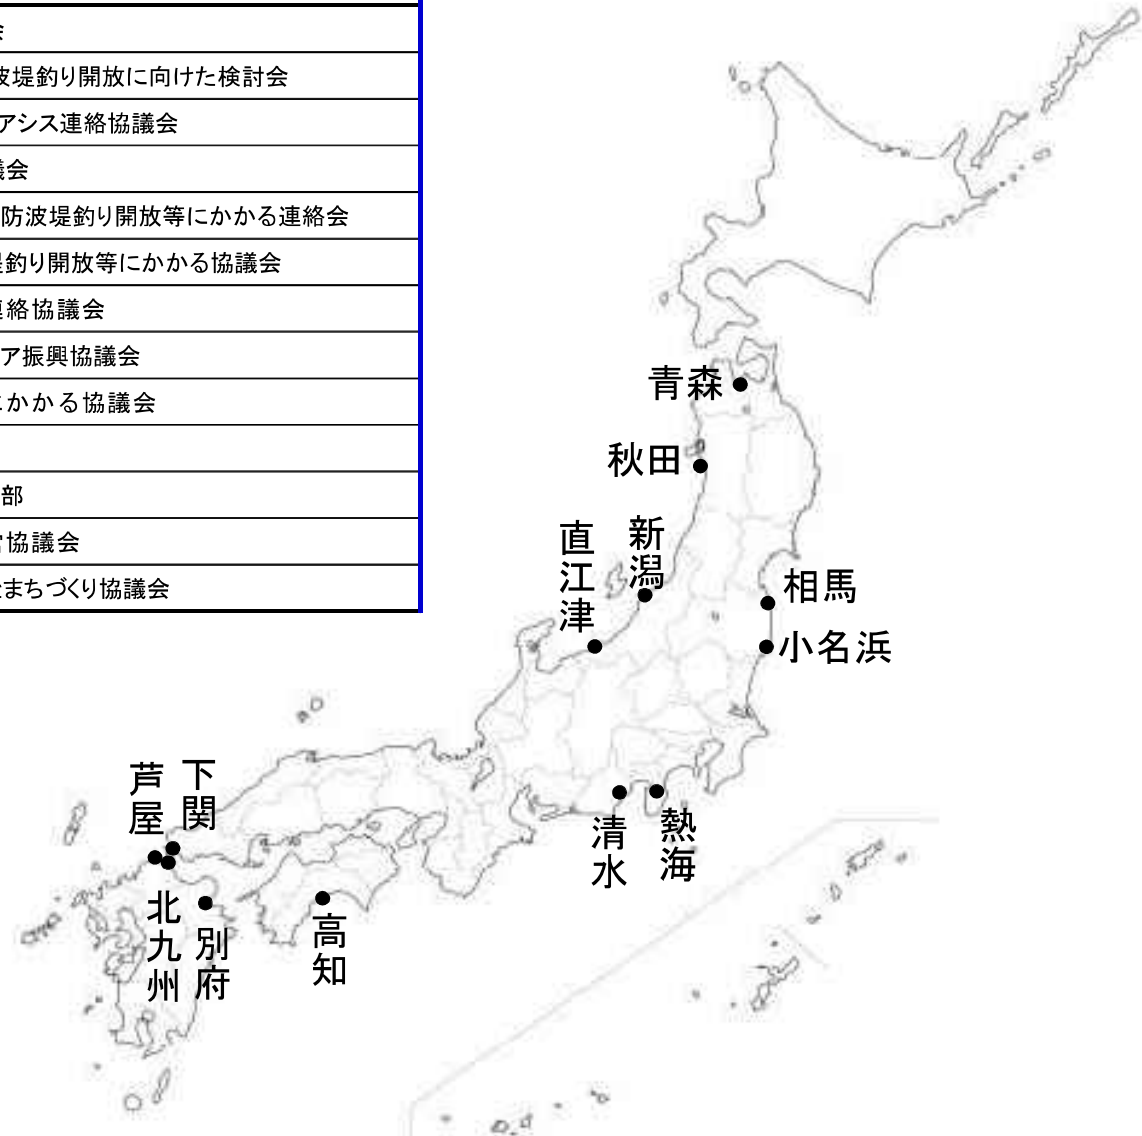 会
波堤釣り開放に向けた検討会
アシス連絡協議会
議会
防波堤釣り開放等にかかる連絡会
堤釣り開放等にかかる協議会
連絡協議会
ア振興協議会
にかかる協議会
部
営協議会
まちづくり協議会
青森
秋田
新潟
直江津
相馬
小名浜
下関
芦屋
清水
熱海
北九州
別府
高知